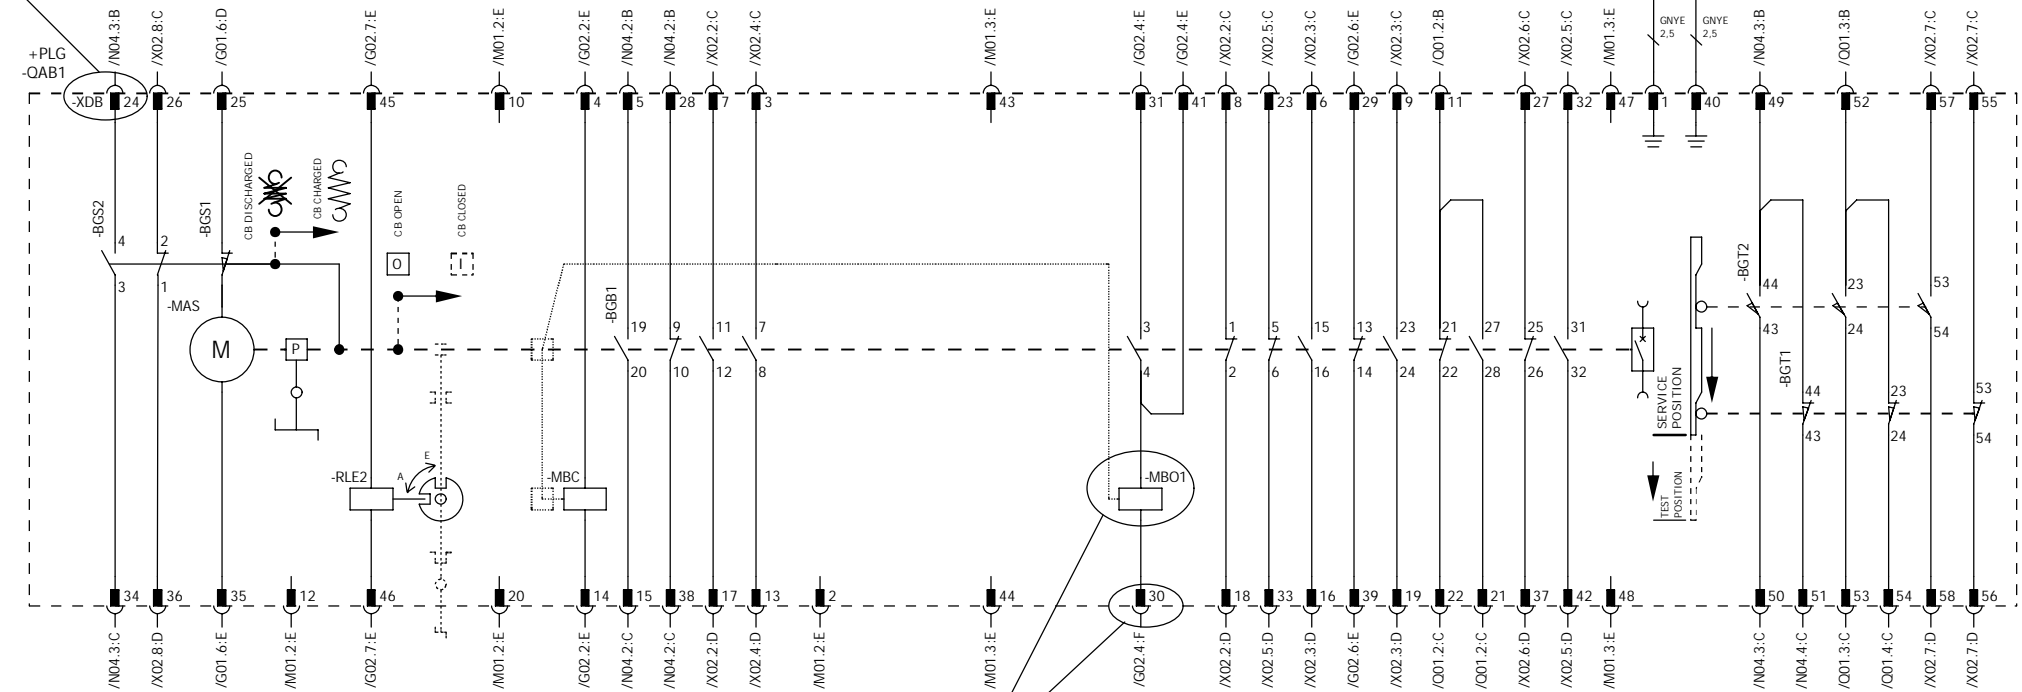 /N04.3:B
/X02.8:C
/G01.6:D
/G02.7:E
/M01.2:E
/G02.2:E
/N04.2:B
/N04.2:B
/X02.2:C
/X02.4:C
/M01.3:E
/G02.4:E
/G02.4:E
/X02.2:C
/X02.5:C
/X02.3:C
/G02.6:E
/X02.3:C
/Q01.2:B
/X02.6:C
/X02.5:C
/M01.3:E
GNYE
2,5
GNYE
2,5
/N04.3:B
/Q01.3:B
/X02.7:C
/X02.7:C
+PLG
-QAB1
-XDB
24
26
25
45
10
4
5
28
7
3
43
31
41
8
23
6
29
9
11
27
32
47
1
40
49
52
57
55
-BGS2
-BGS1
CB DISCHARGED
CB CHARGED
CB OPEN
CB CLOSED
O
I
4
3
2
1
-MAS
M
P
-BGB1
19
20
9
10
11
12
7
8
3
4
1
2
5
6
15
16
13
14
23
24
21
22
27
28
25
26
31
32
SERVICE
POSITION
TEST
POSITION
-BGT2
44
43
23
24
53
54
-BGT1
44
43
23
24
53
54
-RLE2
A
E
-MBC
-MBO1
34
36
35
12
46
20
14
15
38
17
13
2
44
30
18
33
16
39
19
22
21
37
42
48
50
51
53
54
58
56
/N04.3:C
/X02.8:D
/G01.6:E
/M01.2:E
/G02.7:E
/M01.2:E
/G02.2:E
/N04.2:C
/N04.2:C
/X02.2:D
/X02.4:D
/M01.2:E
/M01.3:E
/G02.4:F
/X02.2:D
/X02.5:D
/X02.3:D
/G02.6:E
/X02.3:D
/Q01.2:C
/Q01.2:C
/X02.6:D
/X02.5:D
/M01.3:E
/N04.3:C
/N04.4:C
/Q01.3:C
/Q01.4:C
/X02.7:D
/X02.7:D